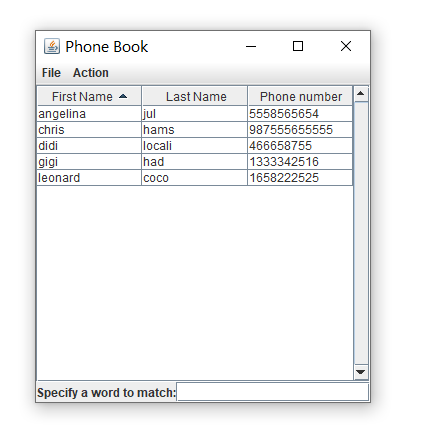 Phone Book
File Action
First Name Last Name Phone number
angelina jul 5558565654
chris hams 987555655555
didi locali 466658755
gigi had 1333342516
leonard coco 1658222525
Specify a word to match: